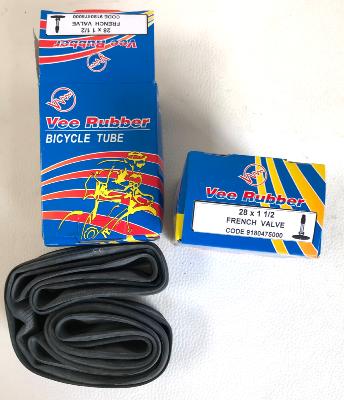 28 x 1 1/2
FRENCH VALVE
CODE 9180475000
Vee Rubber
BICYCLE TUBE
Vee Rubber
28 x 1 1/2
FRENCH VALVE
CODE 9180475000